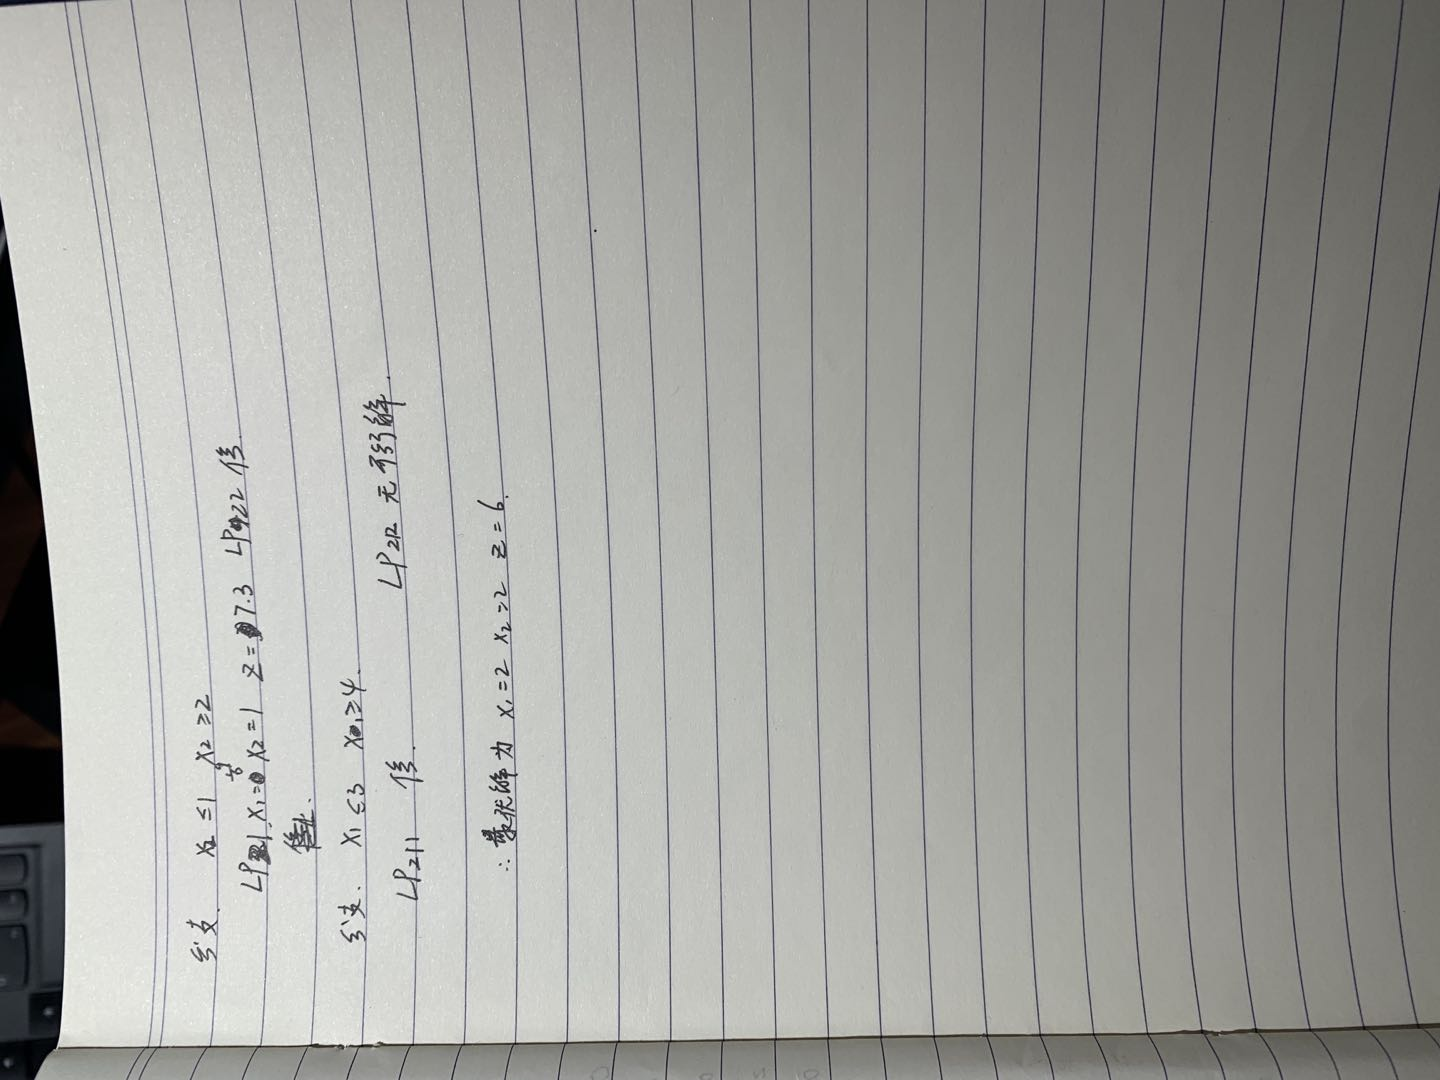 分支. x₂ ≤1 x₂ ≥2
LP21. x₁= x₂=1 z=7.3 LP22 停.
分支. x₁ ≤3 x₁≥4.
LP211 停. LP212 无可行解.
∴ 最优解为 x₁=2 x₂=2 z=6.